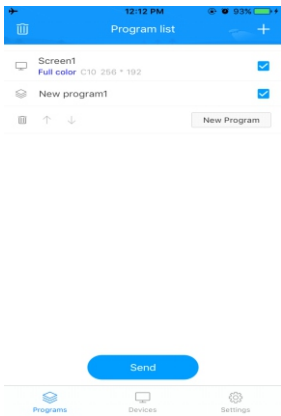 12:12 PM
93%
Program list
Screen1
Full color C10 256 * 192
New program1
New Program
Send
Programs
Devices
Settings